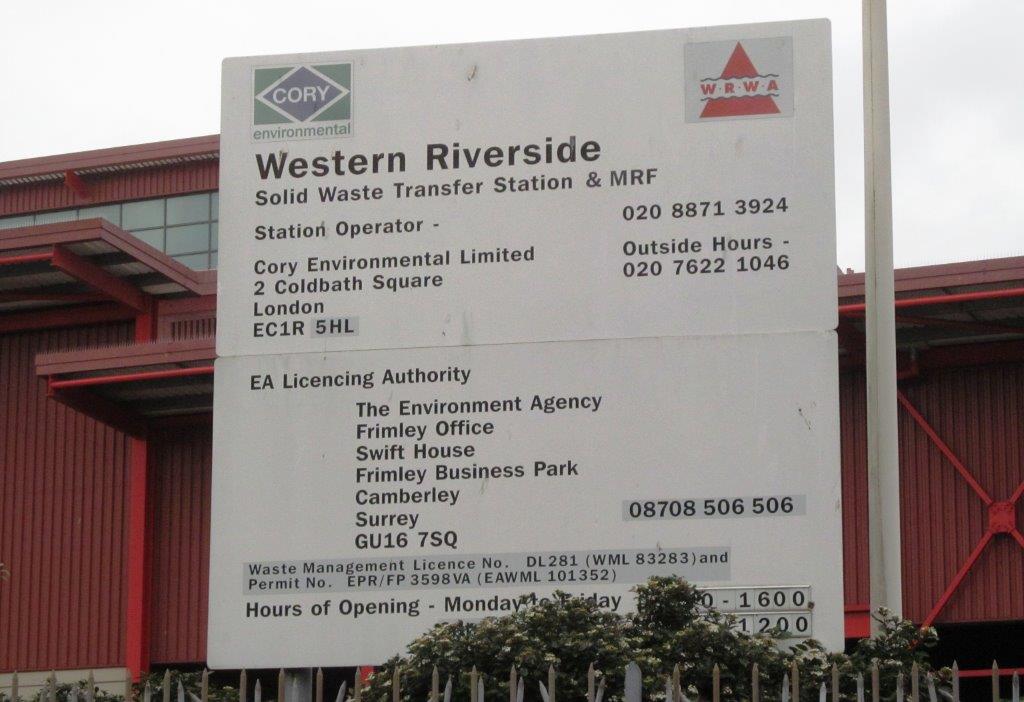 CORY
environmental
W·R·W·A
Western Riverside
Solid Waste Transfer Station & MRF
Station Operator -
020 8871 3924
Cory Environmental Limited
2 Coldbath Square
London
EC1R 5HL
Outside Hours -
020 7622 1046
EA Licencing Authority
The Environment Agency
Frimley Office
Swift House
Frimley Business Park
Camberley
Surrey
GU16 7SQ
08708 506 506
Waste Management Licence No. DL281 (WML 83283) and
Permit No. EPR/FP 3598VA (EAWML 101352)
Hours of Opening - Monday to Friday - 1600
1200